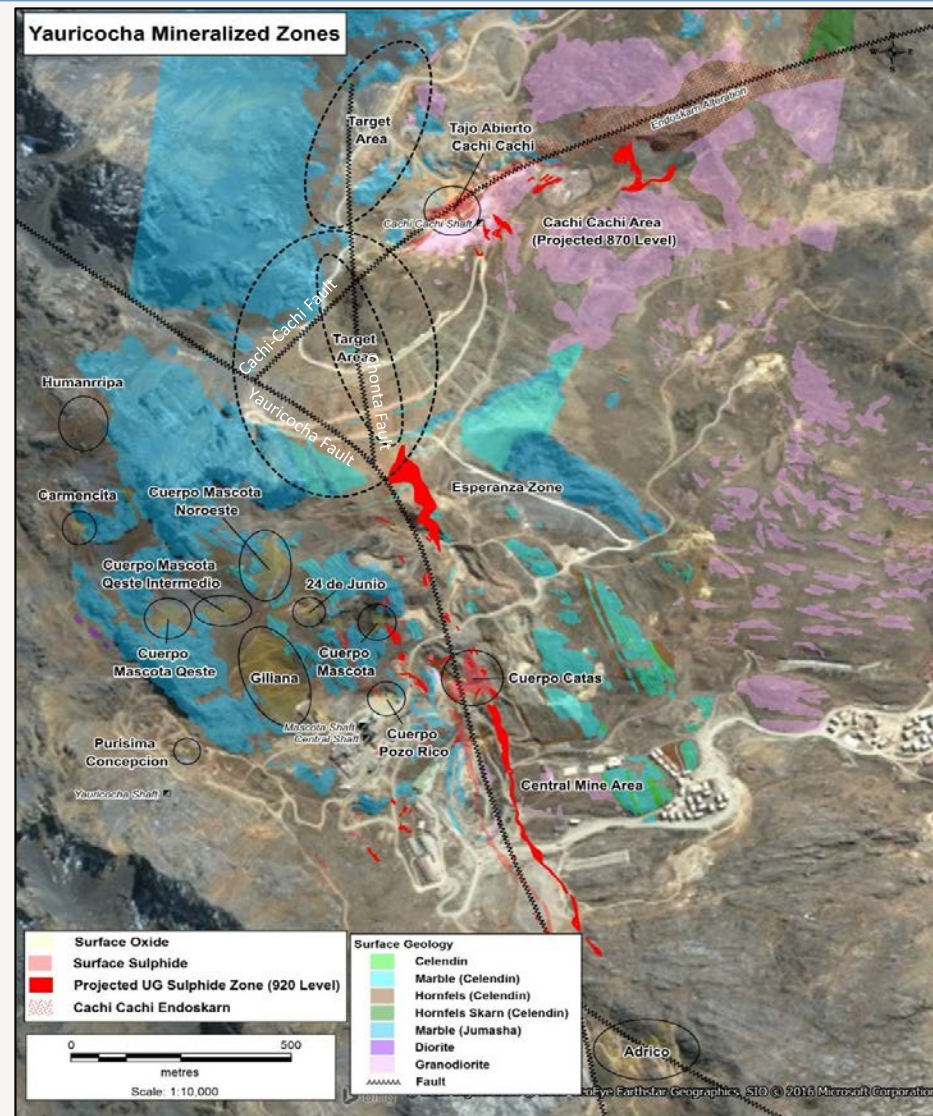 Yauricocha Mineralized Zones
W
E
N
Target
Area
Tajo Abierto
Cachi Cachi
Endoskarn Alteration
Cachi Cachi Shaft
Cachi Cachi Area
(Projected 870 Level)
Cachi-Cachi Fault
Target
Areas
Chonta Fault
Yauricocha Fault
Humanrripa
Esperanza Zone
Carmencita
Cuerpo Mascota
Noroeste
Cuerpo Mascota
Qeste Intermedio
24 de Junio
Cuerpo
Mascota Qeste
Giliana
Cuerpo
Mascota
Cuerpo Catas
Mascota Shaft
Central Shaft
Cuerpo
Pozo Rico
Purisima
Concepcion
Yauricocha Shaft
Central Mine Area
Surface Oxide
Surface Sulphide
Projected UG Sulphide Zone (920 Level)
Cachi Cachi Endoskarn
0 500
metres
Scale: 1:10,000
Surface Geology
Celendin
Marble (Celendin)
Hornfels (Celendin)
Hornfels Skarn (Celendin)
Marble (Jumasha)
Diorite
Granodiorite
Fault
Adrico
Earthstar Geographics, SIO © 2016 Microsoft Corporation